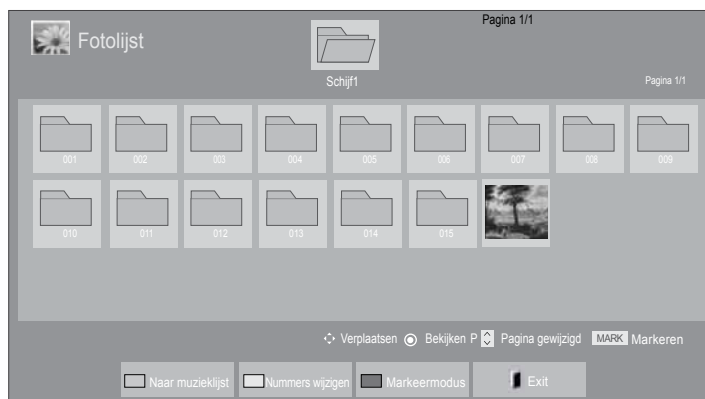 Pagina 1/1
Fotolijst
Schijf1
Pagina 1/1
001 002 003 004 005 006 007 008 009
010 011 012 013 014 015
Verplaatsen Bekijken P Pagina gewijzigd MARK Markeren
Naar muzieklijst Nummers wijzigen Markeermodus Exit